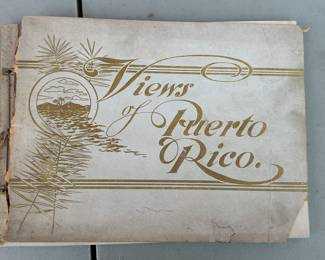 Views
of Puerto
Rico.